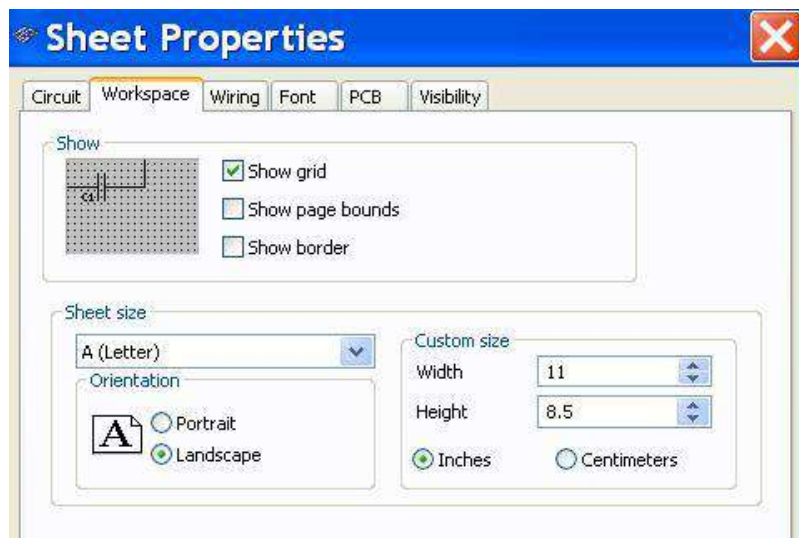 Sheet Properties
Circuit Workspace Wiring Font PCB Visibility
Show
C1
Show grid
Show page bounds
Show border
Sheet size
A (Letter)
Orientation
A
Portrait
Landscape
Custom size
Width 11
Height 8.5
Inches Centimeters